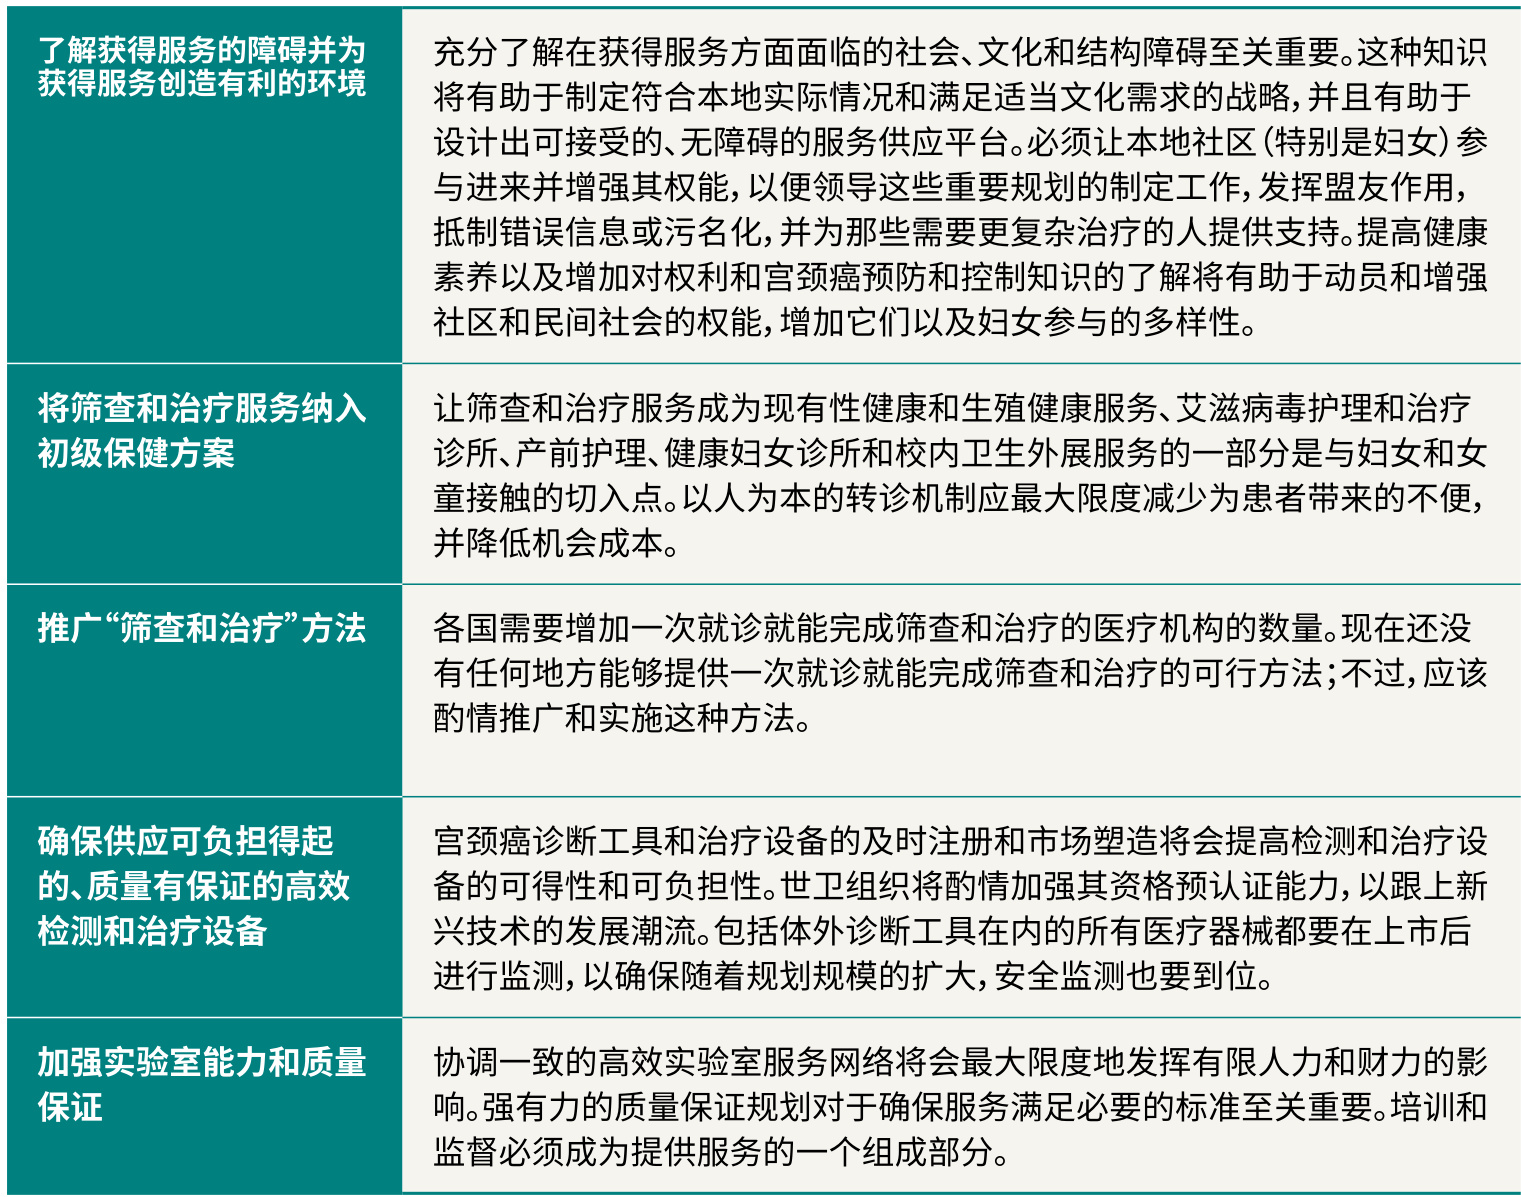 了解获得服务的障碍并为
获得服务创造有利的环境
充分了解在获得服务方面面临的社会、文化和结构障碍至关重要。这种知识
将有助于制定符合本地实际情况和满足适当文化需求的战略，并且有助于
设计出可接受的、无障碍的服务供应平台。必须让本地社区（特别是妇女）参
与进来并增强其权能，以便领导这些重要规划的制定工作，发挥盟友作用，
抵制错误信息或污名化，并为那些需要更复杂治疗的人提供支持。提高健康
素养以及增加对权利和宫颈癌预防和控制知识的了解将有助于动员和增强
社区和民间社会的权能，增加它们以及妇女参与的多样性。
将筛查和治疗服务纳入
初级保健方案
让筛查和治疗服务成为现有性健康和生殖健康服务、艾滋病毒护理和治疗
诊所、产前护理、健康妇女诊所和校内卫生外展服务的一部分是与妇女和女
童接触的切入点。以人为本的转诊机制应最大限度减少为患者带来的不便，
并降低机会成本。
推广“筛查和治疗”方法
各国需要增加一次就诊就能完成筛查和治疗的医疗机构的数量。现在还没
有任何地方能够提供一次就诊就能完成筛查和治疗的可行方法；不过，应该
酌情推广和实施这种方法。
确保供应可负担得起
的、质量有保证的高效
检测和治疗设备
宫颈癌诊断工具和治疗设备的及时注册和市场塑造将会提高检测和治疗设
备的可得性和可负担性。世卫组织将酌情加强其资格预认证能力，以跟上新
兴技术的发展潮流。包括体外诊断工具在内的所有医疗器械都要在上市后
进行监测，以确保随着规划规模的扩大，安全监测也要到位。
加强实验室能力和质量
保证
协调一致的高效实验室服务网络将会最大限度地发挥有限人力和财力的影
响。强有力的质量保证规划对于确保服务满足必要的标准至关重要。培训和
监督必须成为提供服务的一个组成部分。